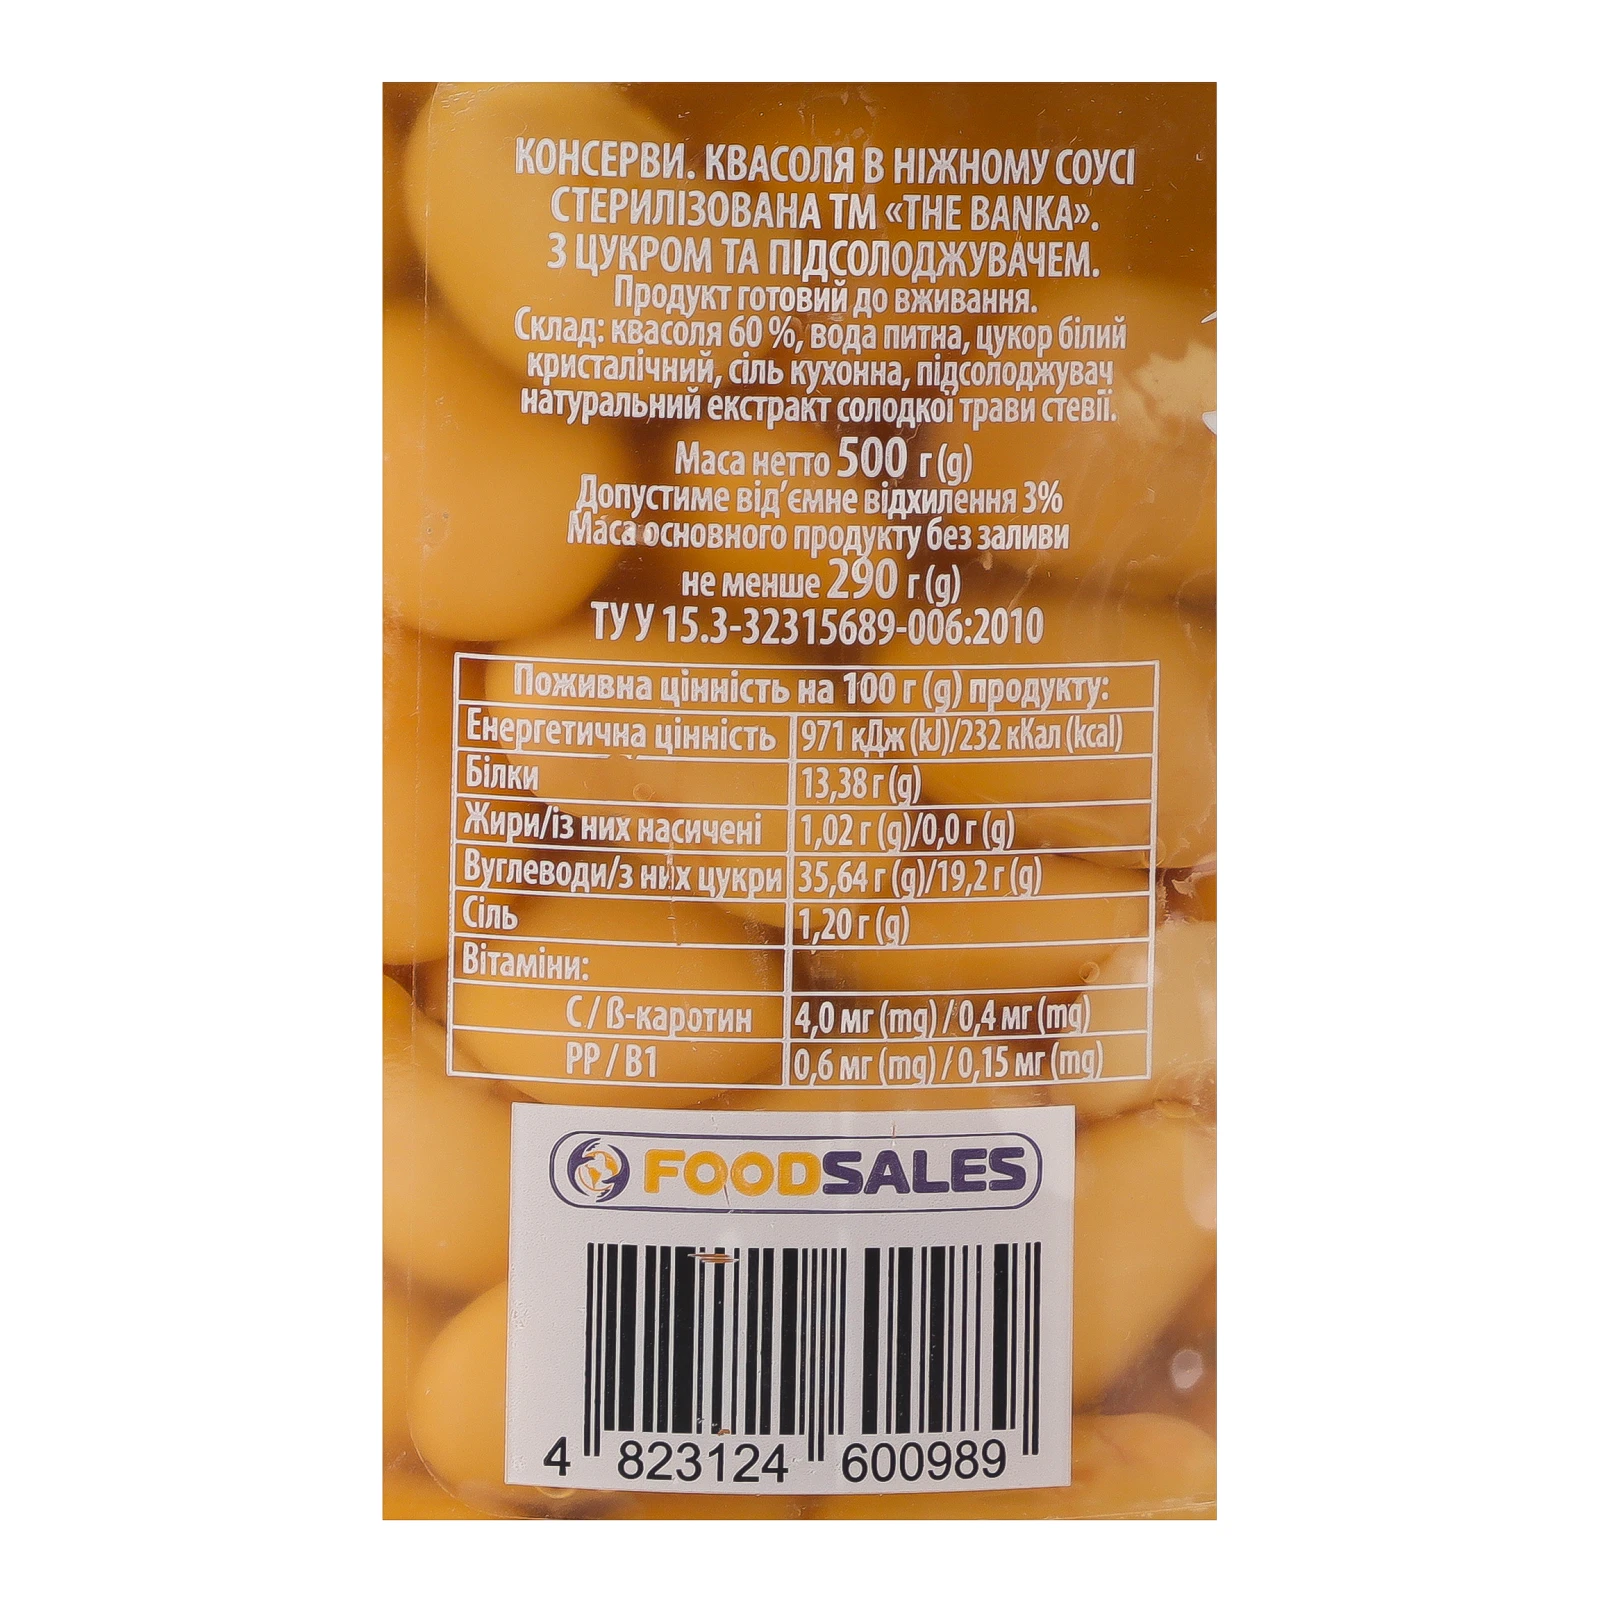 КОНСЕРВИ. КВАСОЛЯ В НІЖНОМУ СОУСІ
СТЕРИЛІЗОВАНА ТМ «THE BANKA».
З ЦУКРОМ ТА ПІДСОЛОДЖУВАЧЕМ.
Продукт готовий до вживання.
Склад: квасоля 60 %, вода питна, цукор білий
кристалічний, сіль кухонна, підсолоджувач
натуральний екстракт солодкої трави стевії.
Маса нетто 500 г (g)
Допустиме від’ємне відхилення 3%
Маса основного продукту без заливи
не менше 290 г (g)
ТУ У 15.3-32315689-006:2010
Поживна цінність на 100 г (g) продукту:
Енергетична цінність 971 кДж (kJ)/232 кКал (kcal)
Білки 13,38 г (g)
Жири/із них насичені 1,02 г (g)/0,0 г (g)
Вуглеводи/з них цукри 35,64 г (g)/19,2 г (g)
Сіль 1,20 г (g)
Вітаміни:
С / ß-каротин 4,0 мг (mg) / 0,4 мг (mg)
РР / В1 0,6 мг (mg) / 0,15 мг (mg)
FOODSALES
4 823124 600989